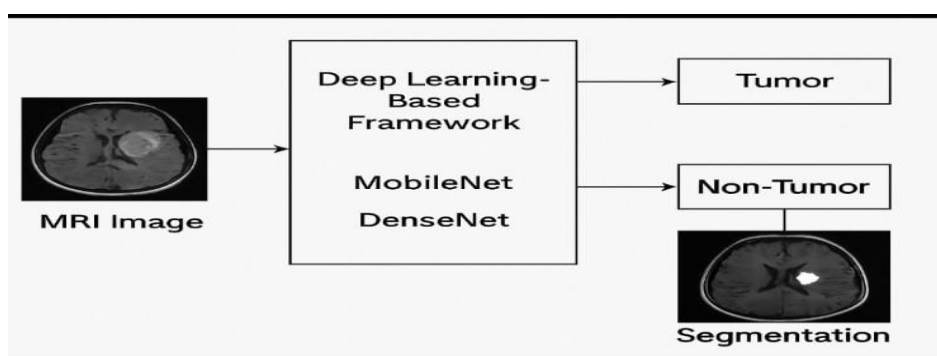 Deep Learning-
Based
Framework
MobileNet
DenseNet
MRI Image
Tumor
Non-Tumor
Segmentation